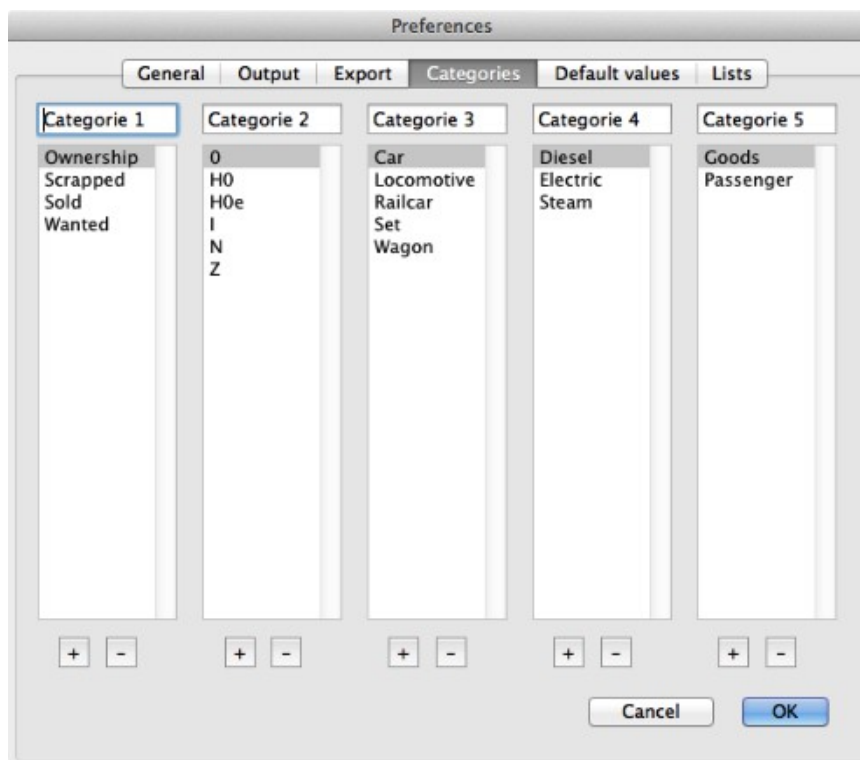 Preferences
General Output Export Categories Default values Lists
Categorie 1 Categorie 2 Categorie 3 Categorie 4 Categorie 5
Ownership 0 Car Diesel Goods
Scrapped H0 Locomotive Electric Passenger
Sold H0e Railcar Steam
Wanted I Set
N Wagon
Z
+ - + - + - + - + -
Cancel OK